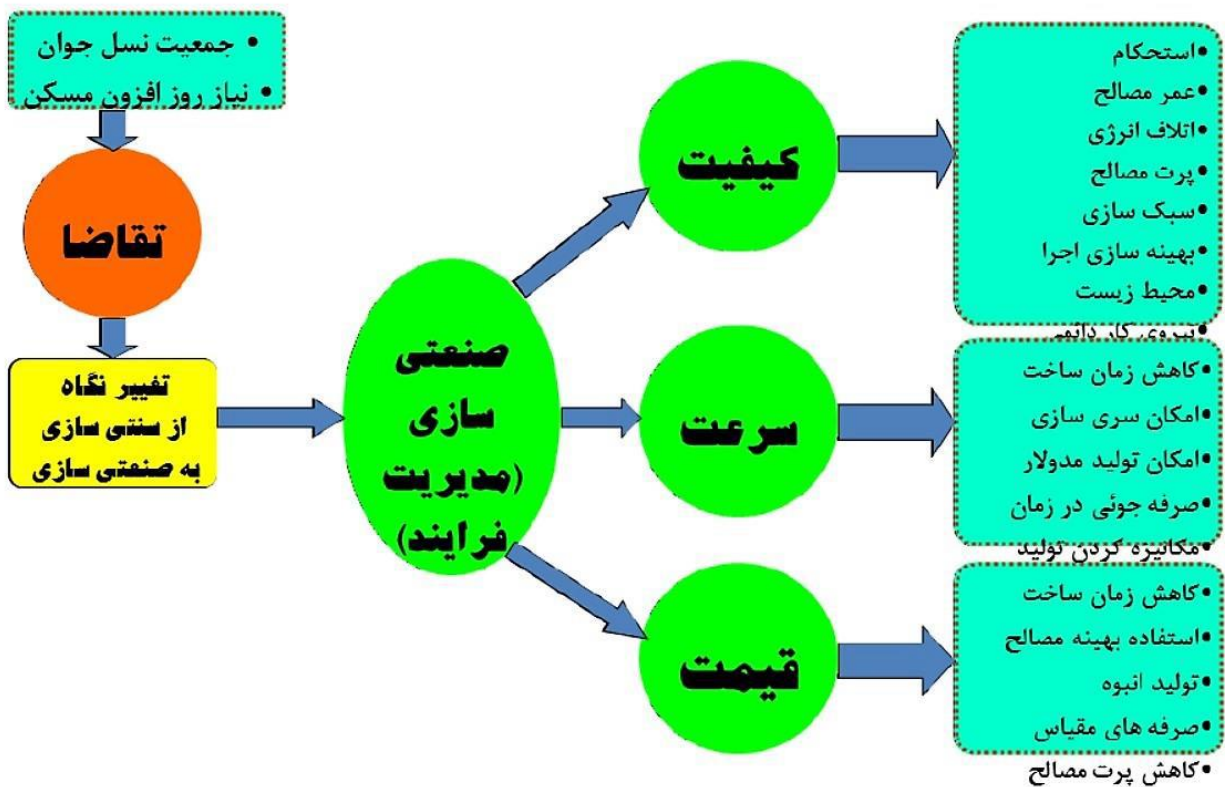 • جمعیت نسل جوان
• نیاز روز افزون مسکن
تقاضا
تغییر نگاه
از سنتی سازی
به صنعتی سازی
صنعتی
سازی
(مدیریت
فرایند)
کیفیت
• استحکام
• عمر مصالح
• اتلاف انرژی
• پرت مصالح
• سبک سازی
• بهینه سازی اجرا
• محیط زیست
• نیروی کار
سرعت
• کاهش زمان ساخت
• امکان سری سازی
• امکان تولید مدولار
• صرفه جوئی در زمان
• مکانیزه کردن تولید
قیمت
• کاهش زمان ساخت
• استفاده بهینه مصالح
• تولید انبوه
• صرفه های مقیاس
• کاهش پرت مصالح